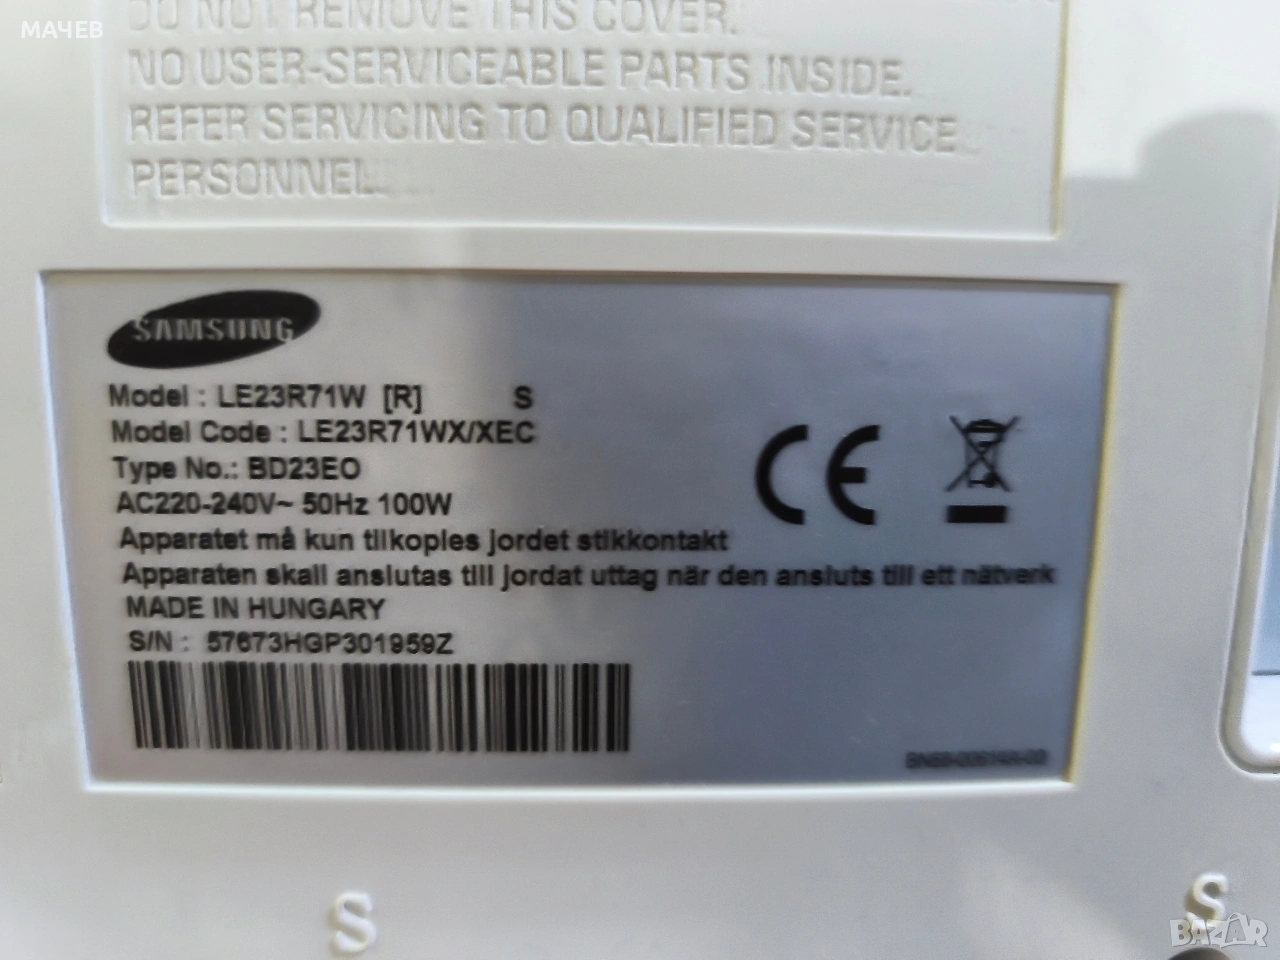 МАЧЕВ
DO NOT REMOVE THIS COVER.
NO USER-SERVICEABLE PARTS INSIDE.
REFER SERVICING TO QUALIFIED SERVICE
PERSONNEL.
SAMSUNG
Model : LE23R71W [R] S
Model Code : LE23R71WX/XEC
Type No.: BD23EO
AC220-240V~ 50Hz 100W
Apparatet må kun tilkoples jordet stikkontakt
Apparaten skall anslutas till jordat uttag när den ansluts till ett nätverk
MADE IN HUNGARY
S/N : 57673HGP301959Z
CE
S
S
BAZAR